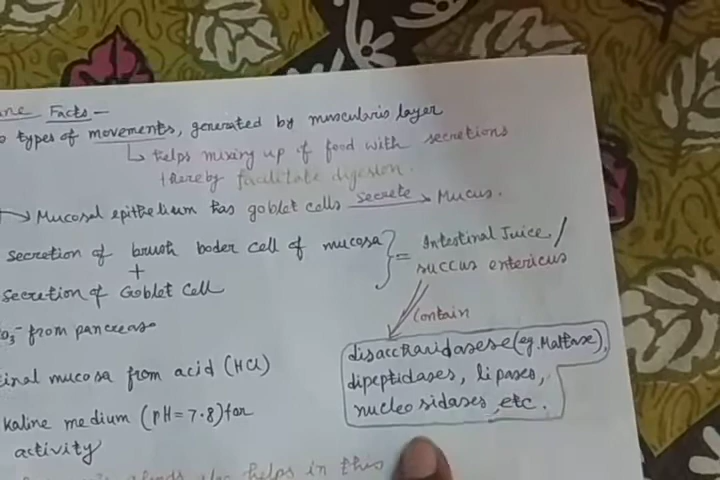 Facts –
types of movements, generated by muscularis layer
↳ helps mixing up of food with secretions
thereby facilitate digestion.
→ Mucosal epithelium has goblet cells secrete → Mucus.
secretion of brush boder cell of mucosa
+
secretion of Goblet Cell
} = Intestinal Juice /
succus entericus
Contain
disaccharidasese (eg. Maltase),
dipeptidases, lipases,
nucleosidases, etc.
from pancreas
mucosa from acid (HCl)
kaline medium (pH = 7.8) for
activity
helps in this